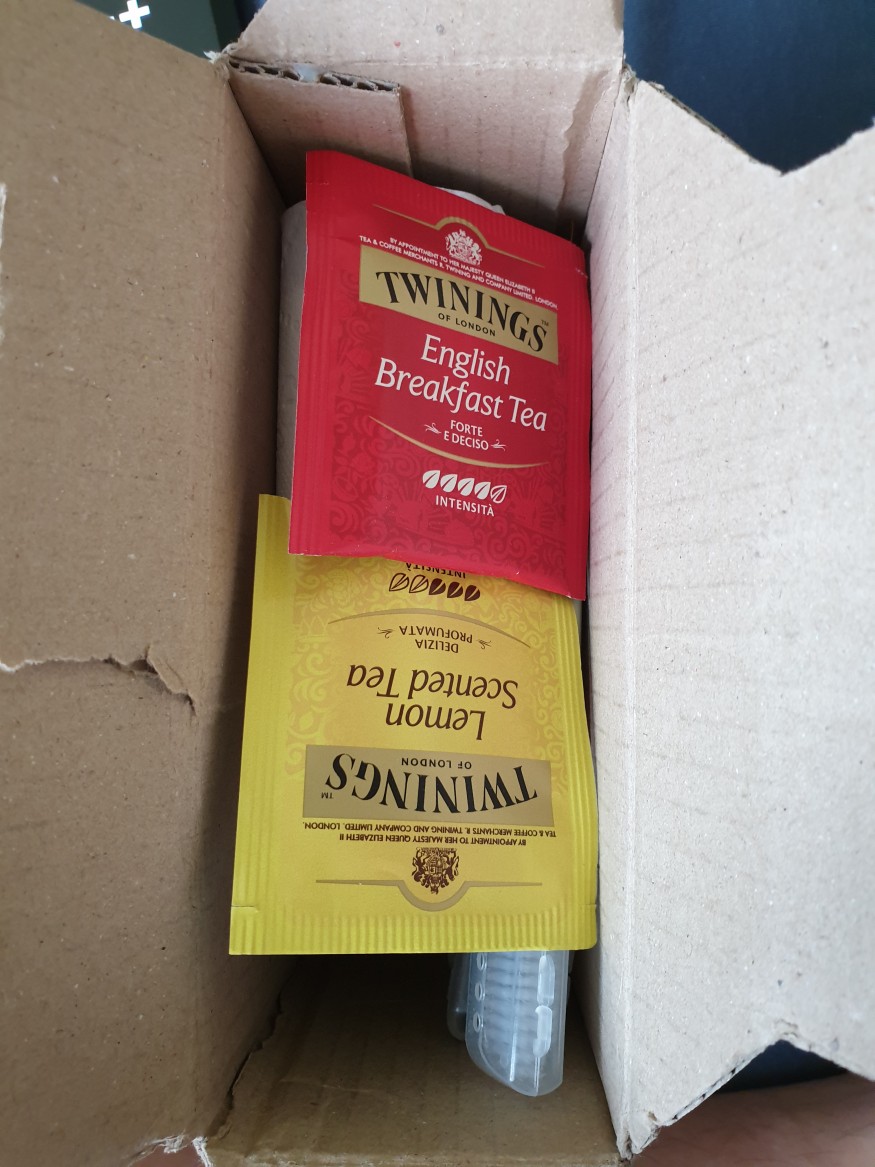 BY APPOINTMENT TO HER MAJESTY QUEEN ELIZABETH II
TEA & COFFEE MERCHANTS R. TWINING AND COMPANY LIMITED. LONDON
TWININGS™
OF LONDON
English
Breakfast Tea
FORTE
E DECISO
INTENSITÀ
BY APPOINTMENT TO HER MAJESTY QUEEN ELIZABETH II
TEA & COFFEE MERCHANTS R. TWINING AND COMPANY LIMITED. LONDON.
TWININGS™
OF LONDON
Lemon
Scented Tea
DELIZIA
PROFUMATA
INTENSITÀ